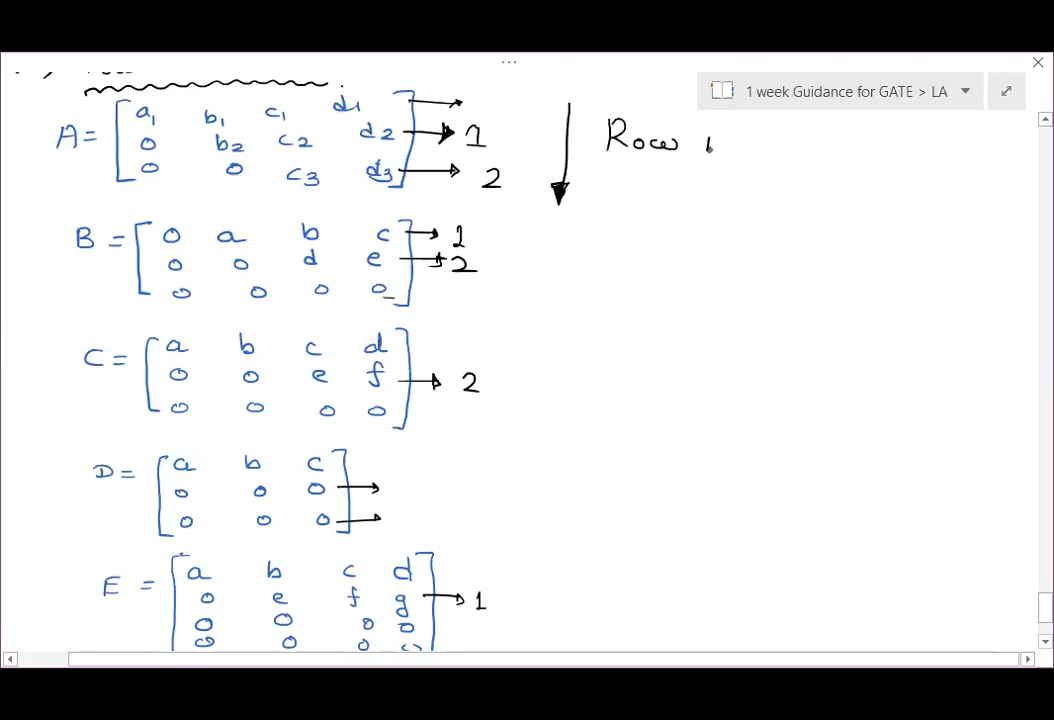 1 week Guidance for GATE > LA
A = [ a1 b1 c1 d1
0 b2 c2 d2 → 1
0 0 c3 d3 ] → 2
Row
B = [ 0 a b c → 1
0 0 d e → 2
0 0 0 0 ]
C = [ a b c d
0 0 e f → 2
0 0 0 0 ]
D = [ a b c
0 0 0 →
0 0 0 ] →
E = [ a b c d
0 e f g → 1
0 0 0 0
0 0 0 0